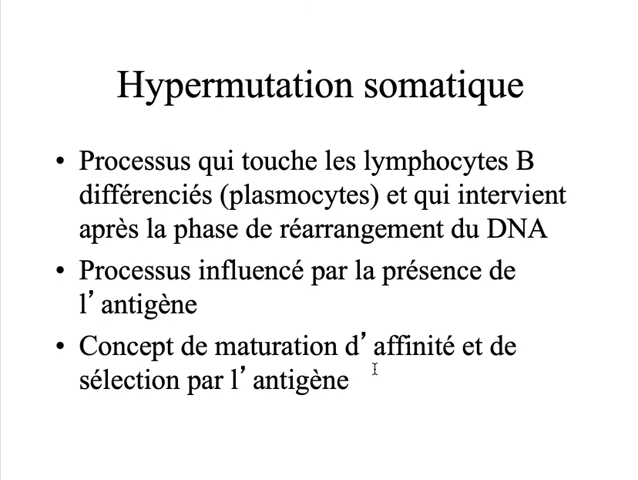 Hypermutation somatique
• Processus qui touche les lymphocytes B
différenciés (plasmocytes) et qui intervient
après la phase de réarrangement du DNA
• Processus influencé par la présence de
l’antigène
• Concept de maturation d’affinité et de
sélection par l’antigène